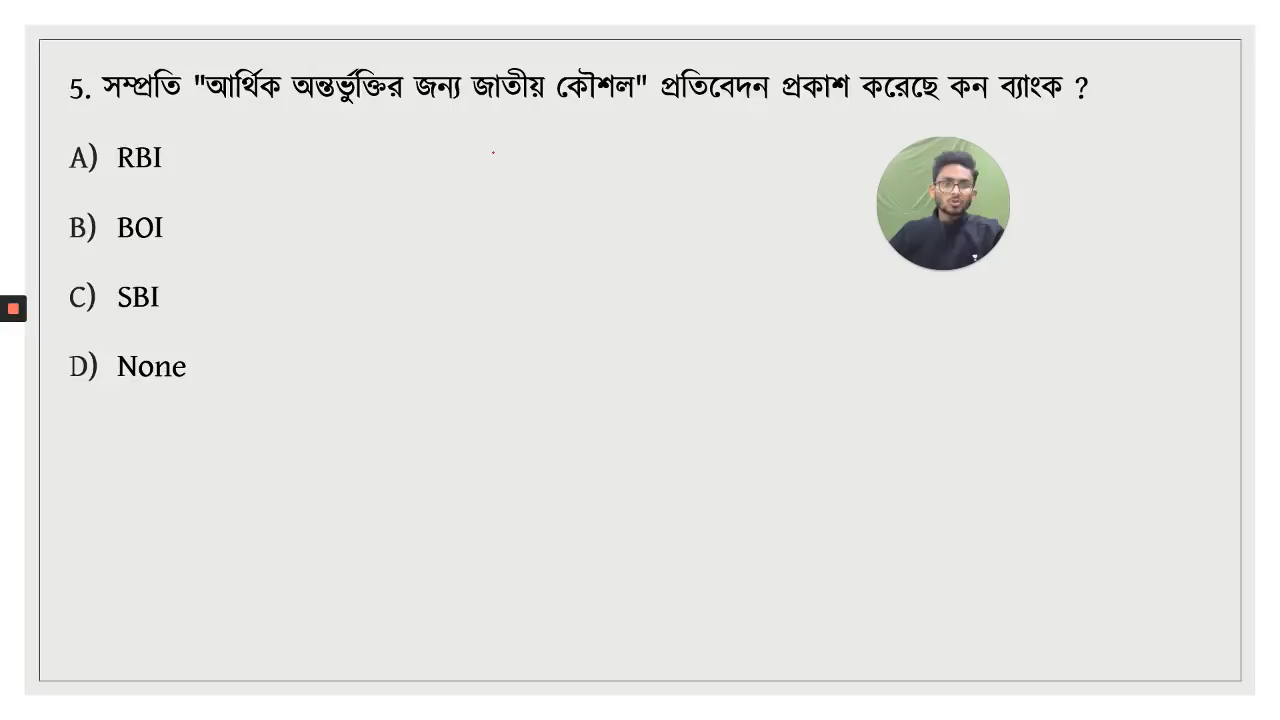 5. সম্প্রতি "আর্থিক অন্তর্ভুক্তির জন্য জাতীয় কৌশল" প্রতিবেদন প্রকাশ করেছে কন ব্যাংক ?
A) RBI
B) BOI
C) SBI
D) None